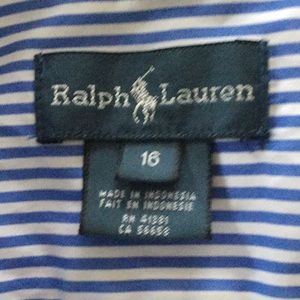 Ralph Lauren
16
MADE IN INDONESIA
FAIT EN INDONESIE
RN 41381
CA 56658